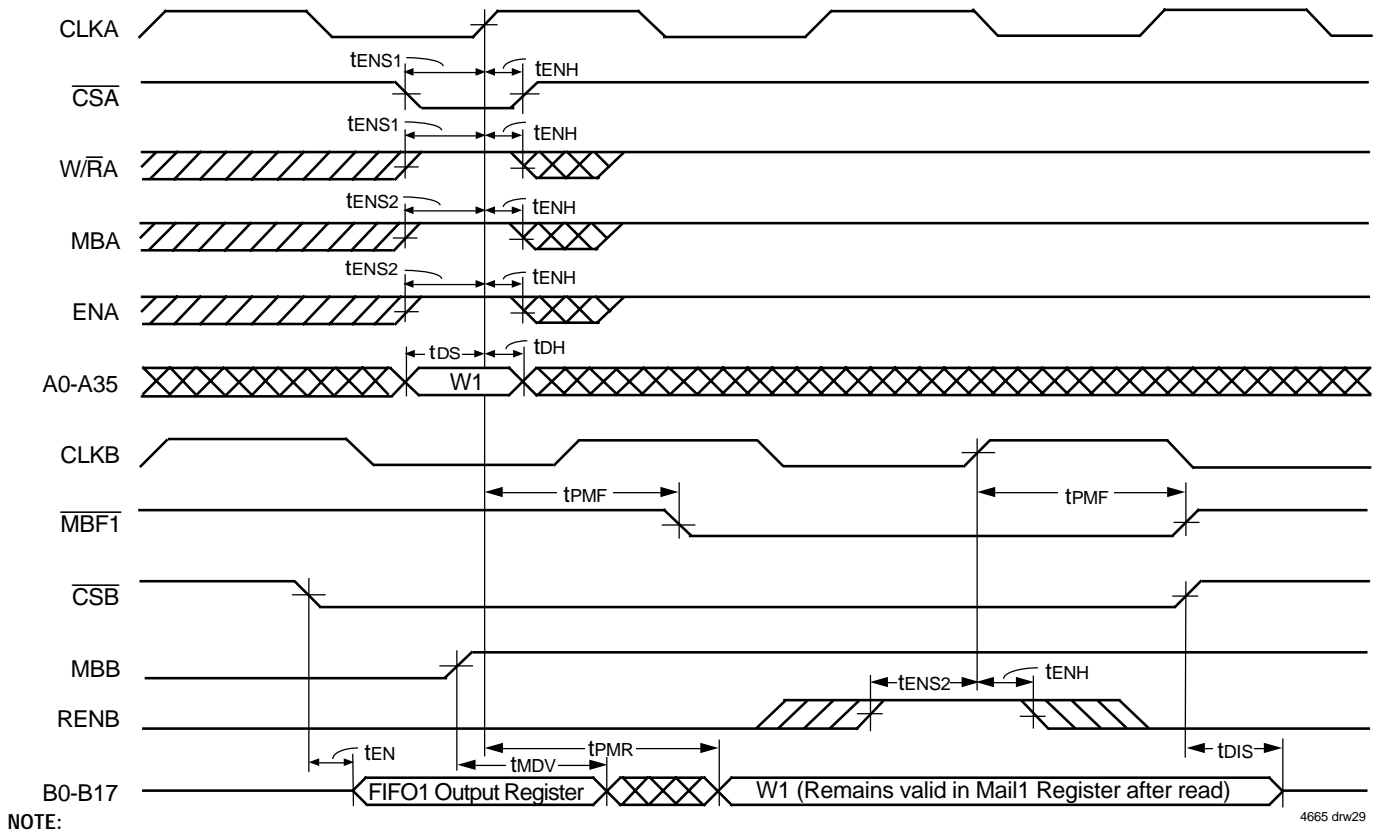 CLKA
tENS1
tENH
CSA
tENS1
tENH
W/RA
tENS2
tENH
MBA
tENS2
tENH
ENA
tDS
tDH
A0-A35
W1
CLKB
tPMF
tPMF
MBF1
CSB
MBB
tENH
tENS2
RENB
tEN
tPMR
tMDV
tDIS
B0-B17
FIFO1 Output Register
W1 (Remains valid in Mail1 Register after read)
4665 drw29
NOTE: